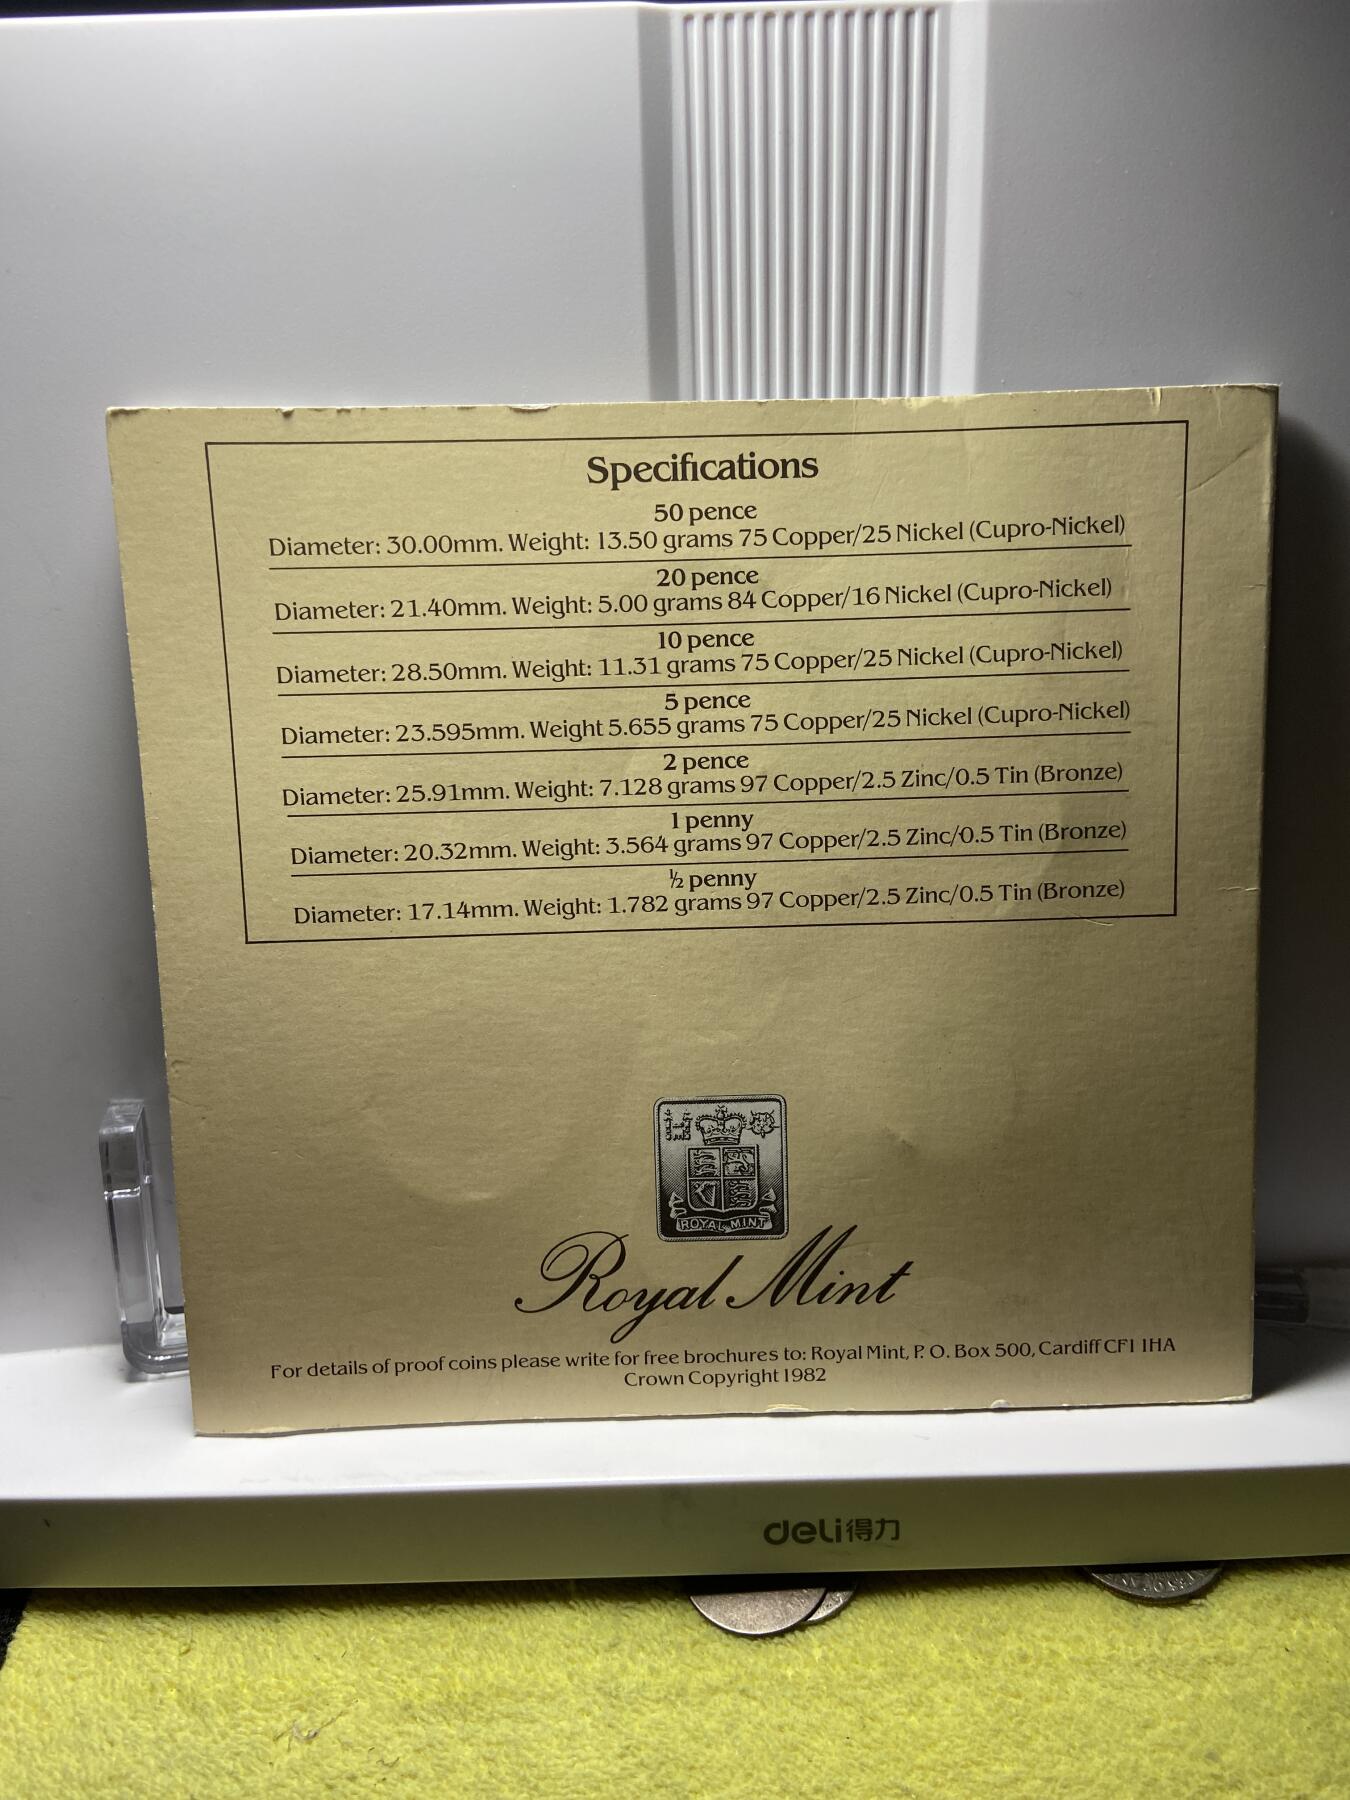 Specifications
50 pence
Diameter: 30.00mm. Weight: 13.50 grams 75 Copper/25 Nickel (Cupro-Nickel)
20 pence
Diameter: 21.40mm. Weight: 5.00 grams 84 Copper/16 Nickel (Cupro-Nickel)
10 pence
Diameter: 28.50mm. Weight: 11.31 grams 75 Copper/25 Nickel (Cupro-Nickel)
5 pence
Diameter: 23.595mm. Weight 5.655 grams 75 Copper/25 Nickel (Cupro-Nickel)
2 pence
Diameter: 25.91mm. Weight: 7.128 grams 97 Copper/2.5 Zinc/0.5 Tin (Bronze)
1 penny
Diameter: 20.32mm. Weight: 3.564 grams 97 Copper/2.5 Zinc/0.5 Tin (Bronze)
½ penny
Diameter: 17.14mm. Weight: 1.782 grams 97 Copper/2.5 Zinc/0.5 Tin (Bronze)
ROYAL MINT
Royal Mint
For details of proof coins please write for free brochures to: Royal Mint, P. O. Box 500, Cardiff CF1 1HA
Crown Copyright 1982
deli得力